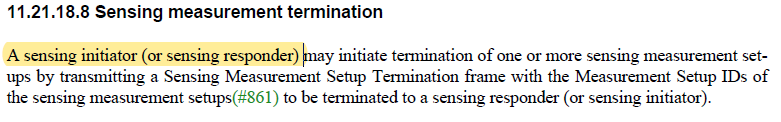 11.21.18.8 Sensing measurement termination
A sensing initiator (or sensing responder) may initiate termination of one or more sensing measurement set-
ups by transmitting a Sensing Measurement Setup Termination frame with the Measurement Setup IDs of
the sensing measurement setups(#861) to be terminated to a sensing responder (or sensing initiator).